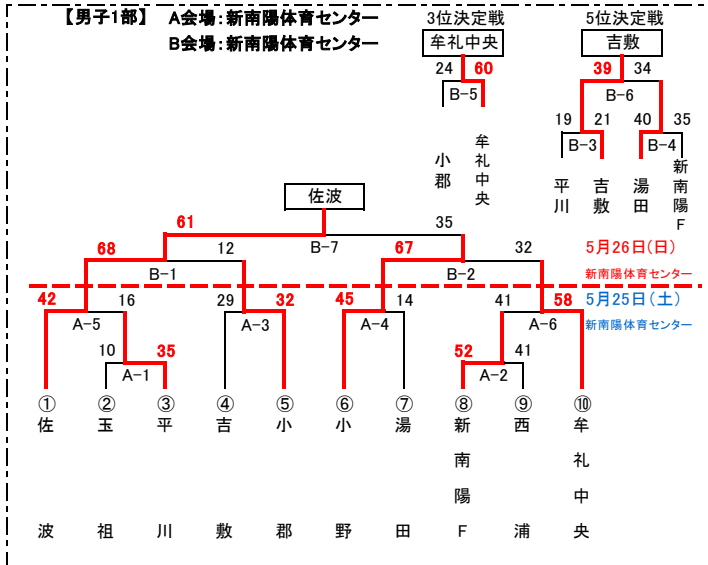 【男子1部】 A会場:新南陽体育センター
B会場:新南陽体育センター
3位決定戦
牟礼中央
24 60
B-5
小郡
牟礼中央
5位決定戦
吉敷
39 34
B-6
19 21 40 35
B-3 B-4
平川
吉敷
湯田
新南陽F
佐波
61 35
B-7
68 12 67 32
B-1 B-2
5月26日(日)
新南陽体育センター
42 16 29 32 45 14 41 58
A-5 A-3 A-4 A-6
5月25日(土)
新南陽体育センター
10 35 52 41
A-1 A-2
① ② ③ ④ ⑤ ⑥ ⑦ ⑧ ⑨ ⑩
佐波
玉祖
平川
吉敷
小郡
小野
湯田
新南陽F
西浦
牟礼中央